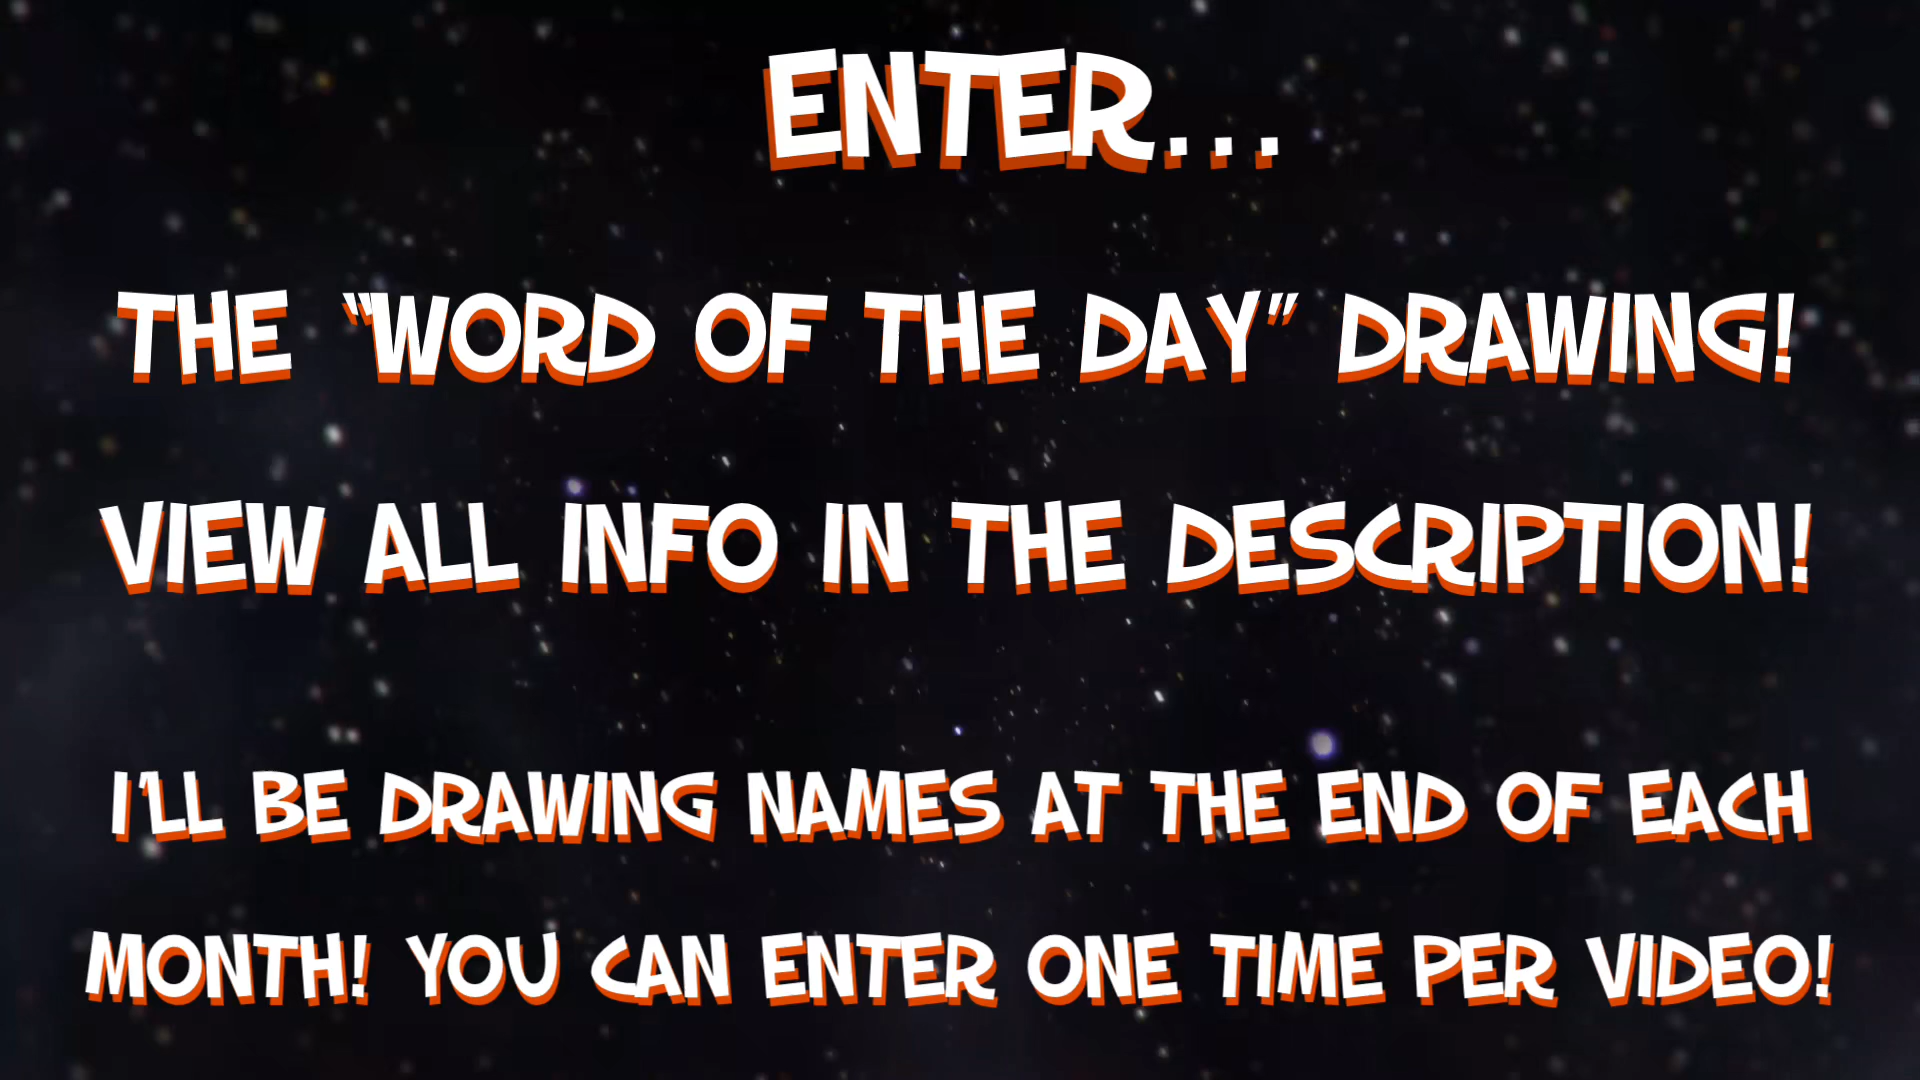 ENTER...
THE "WORD OF THE DAY" DRAWING!
VIEW ALL INFO IN THE DESCRIPTION!
I'LL BE DRAWING NAMES AT THE END OF EACH
MONTH! YOU CAN ENTER ONE TIME PER VIDEO!